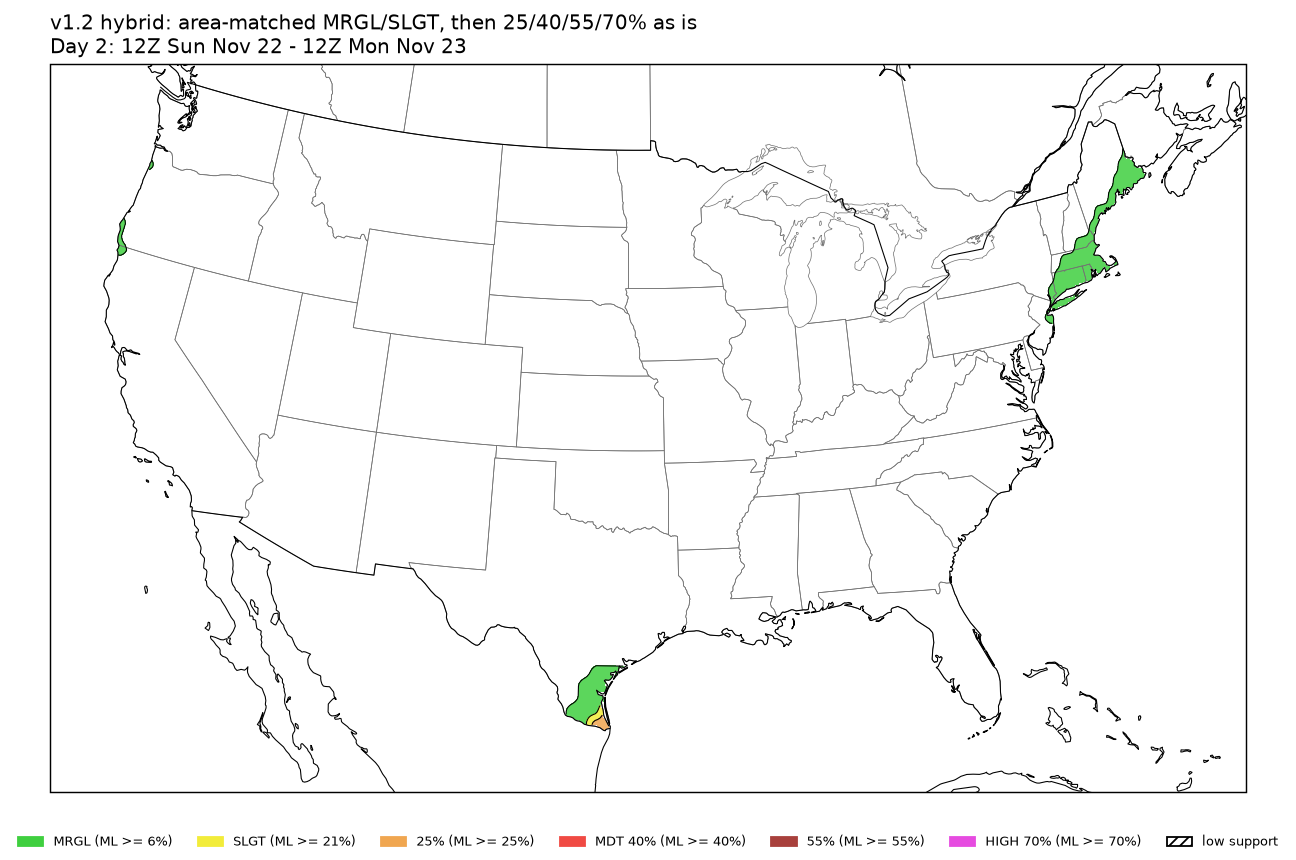 v1.2 hybrid: area-matched MRGL/SLGT, then 25/40/55/70% as is
Day 2: 12Z Sun Nov 22 - 12Z Mon Nov 23
MRGL (ML >= 6%) SLGT (ML >= 21%) 25% (ML >= 25%) MDT 40% (ML >= 40%) 55% (ML >= 55%) HIGH 70% (ML >= 70%) low support